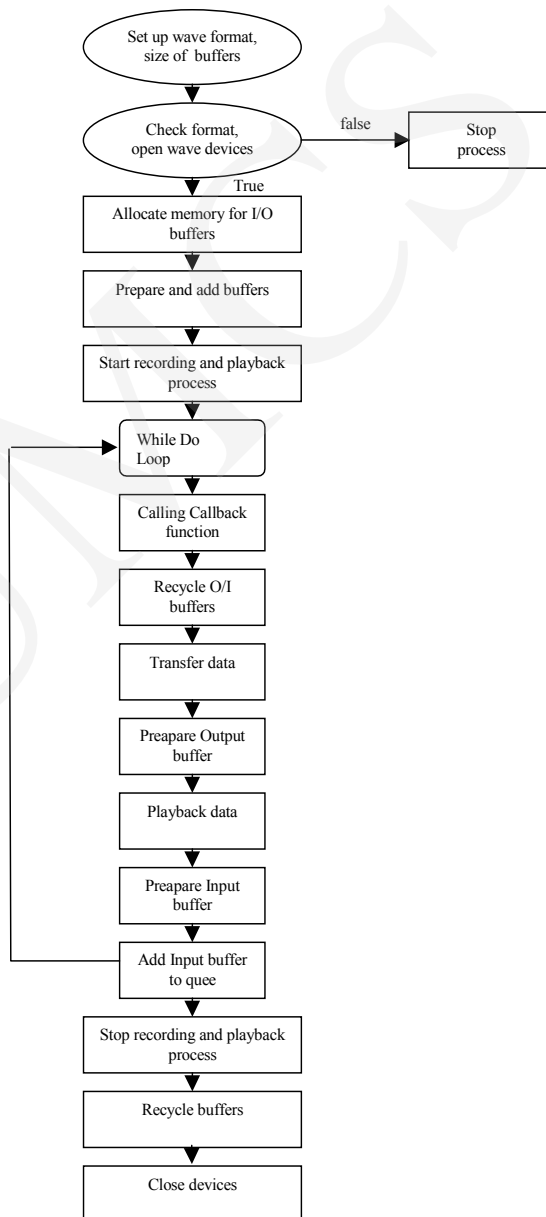 Set up wave format,
size of buffers
Check format,
open wave devices
false
Stop
process
True
Allocate memory for I/O
buffers
Prepare and add buffers
Start recording and playback
process
While Do
Loop
Calling Callback
function
Recycle O/I
buffers
Transfer data
Preapare Output
buffer
Playback data
Preapare Input
buffer
Add Input buffer
to quee
Stop recording and playback
process
Recycle buffers
Close devices
UMCS